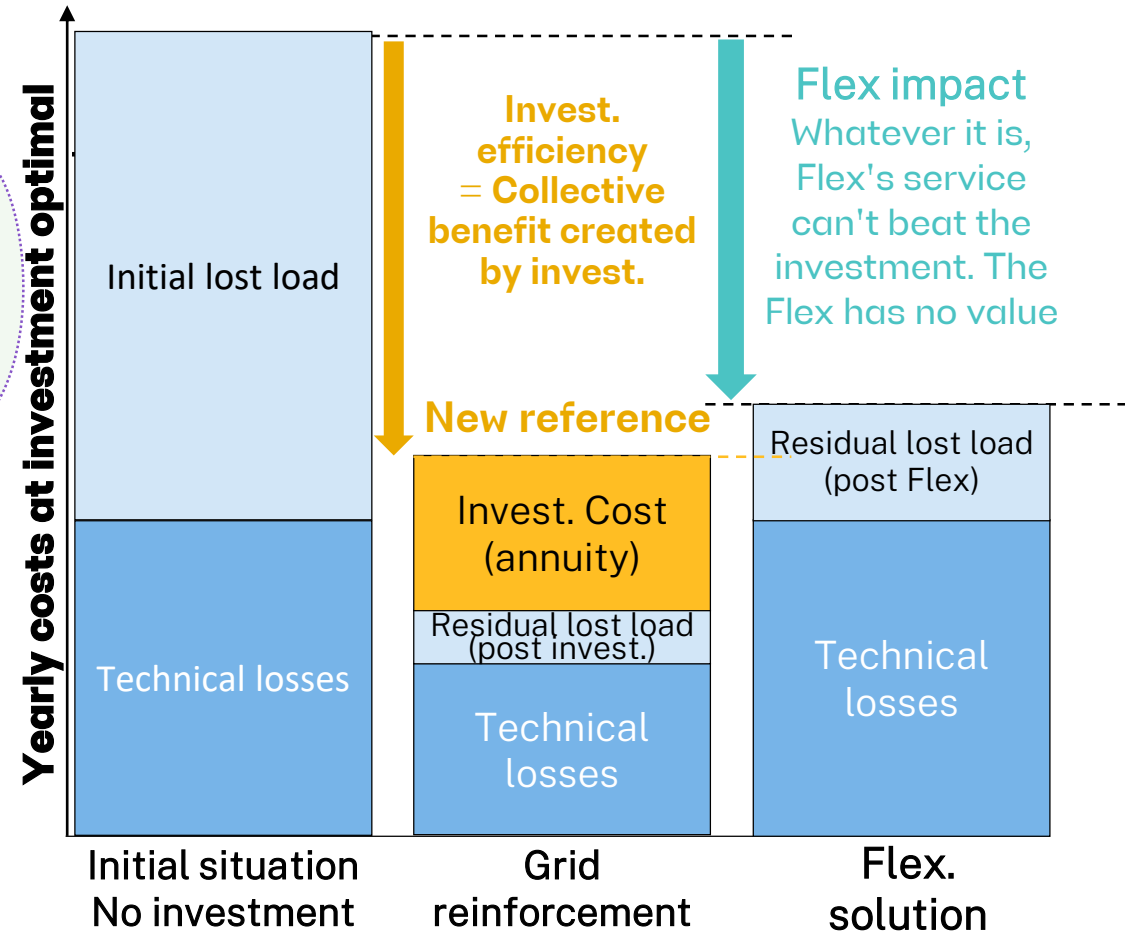 Yearly costs at investment optimal
Initial lost load
Technical losses
Initial situation
No investment
Invest.
efficiency
= Collective
benefit created
by invest.
New reference
Invest. Cost
(annuity)
Residual lost load
(post invest.)
Technical
losses
Grid
reinforcement
Flex impact
Whatever it is,
Flex's service
can't beat the
investment. The
Flex has no value
Residual lost load
(post Flex)
Technical
losses
Flex.
solution